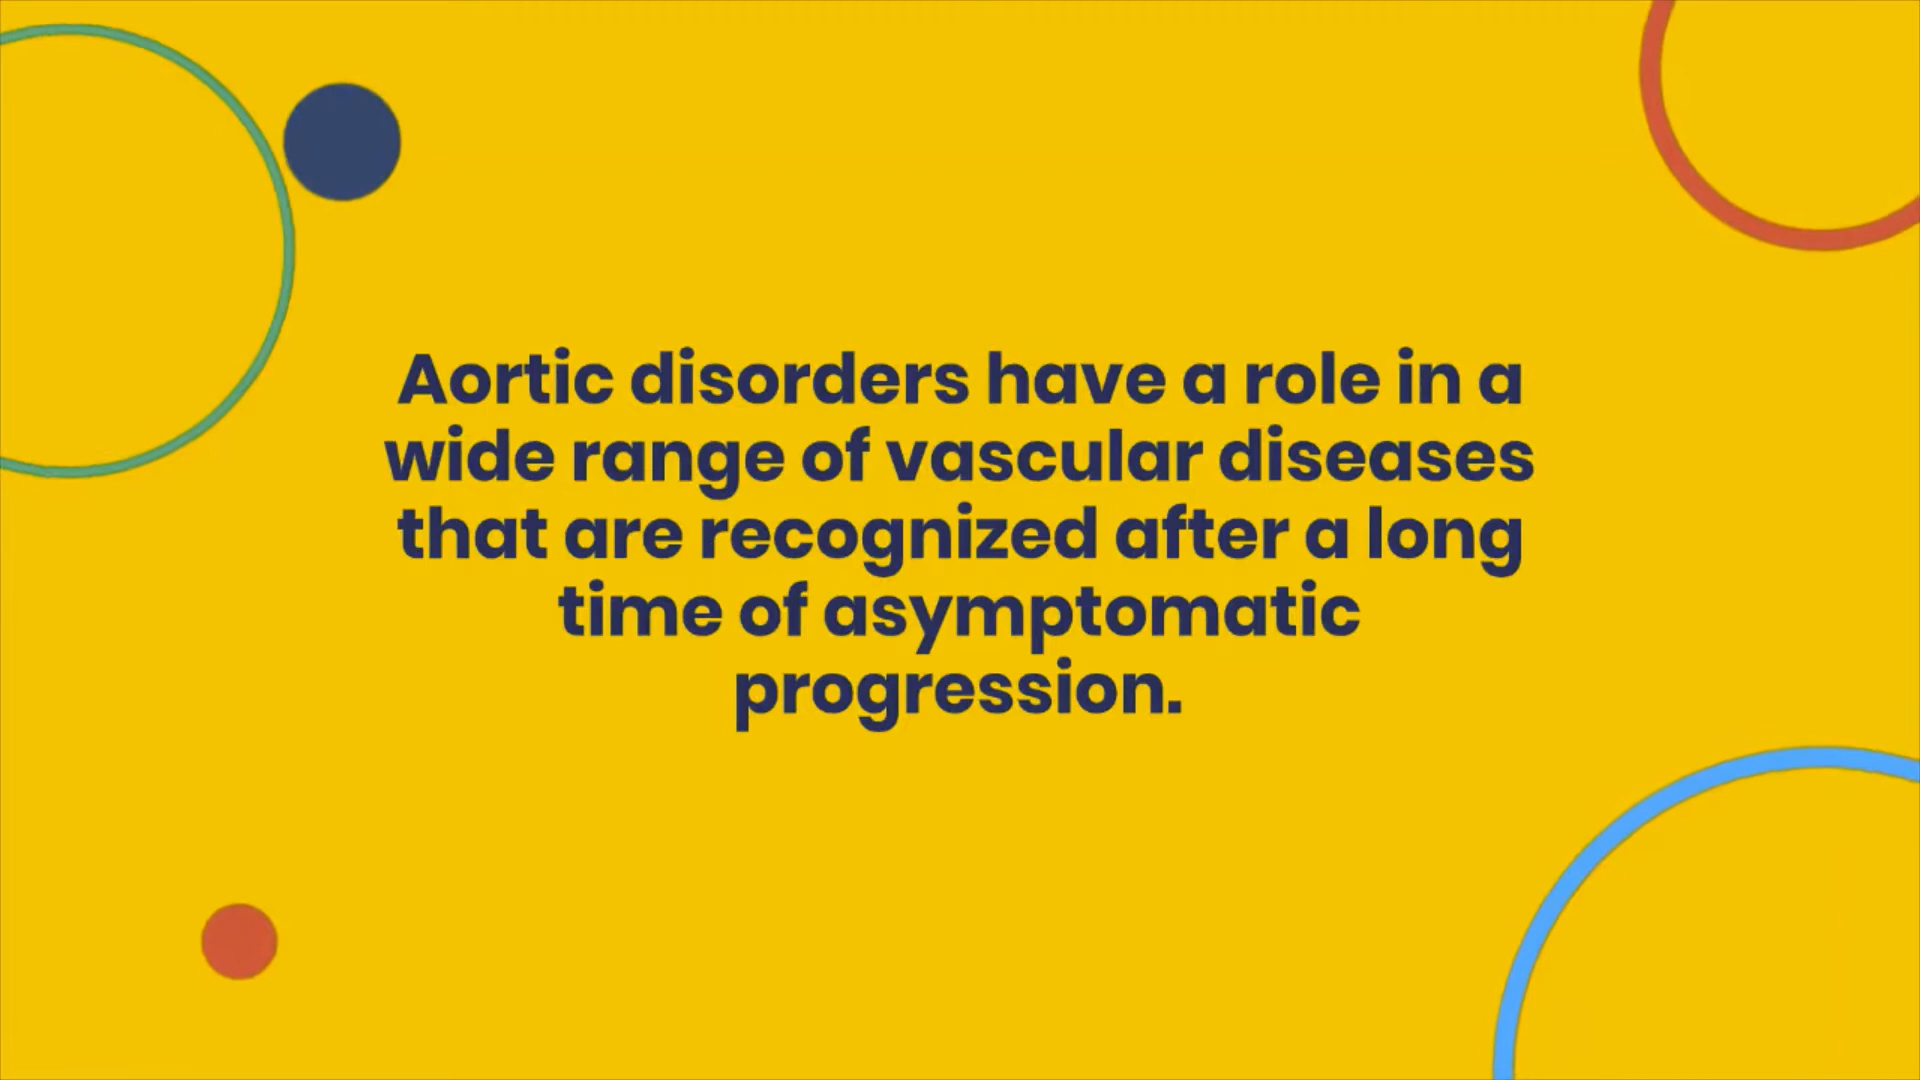 Aortic disorders have a role in a
wide range of vascular diseases
that are recognized after a long
time of asymptomatic
progression.